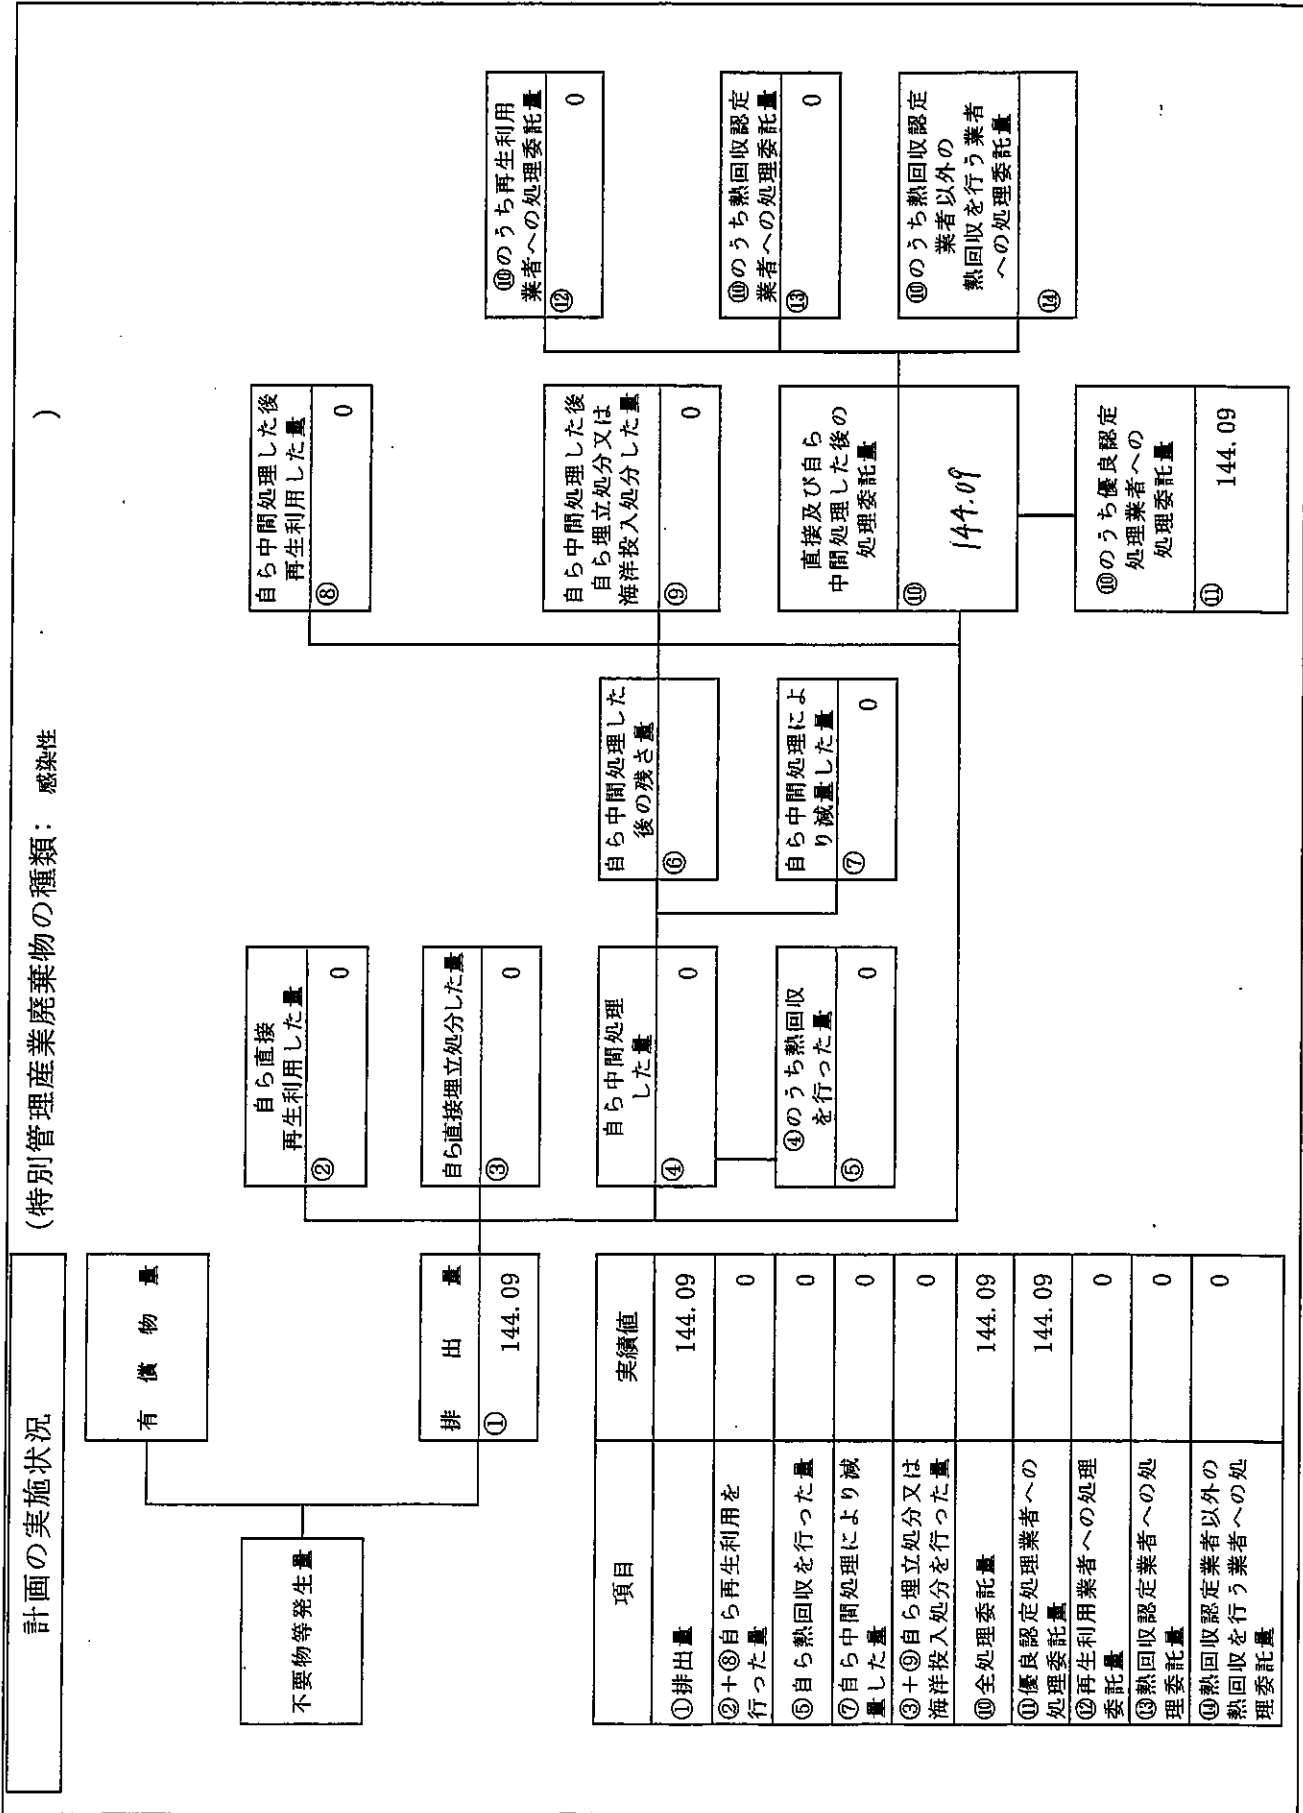 計画の実施状況
(特別管理産業廃棄物の種類： 感染性 )
不要物等発生量
有償物量
排出量
① 144.09
自ら直接
再生利用した量
② 0
自ら直接埋立処分した量
③ 0
自ら中間処理
した量
④ 0
④のうち熱回収
を行った量
⑤ 0
自ら中間処理した
後の残さ量
⑥
自ら中間処理によ
り減量した量
⑦ 0
自ら中間処理した後
再生利用した量
⑧ 0
自ら中間処理した後
自ら埋立処分又は
海洋投入処分した量
⑨ 0
直接及び自ら
中間処理した後の
処理委託量
⑩ 144.09
⑩のうち優良認定
処理業者への
処理委託量
⑪ 144.09
⑩のうち再生利用
業者への処理委託量
⑫ 0
⑩のうち熱回収認定
業者への処理委託量
⑬ 0
⑩のうち熱回収認定
業者以外の
熱回収を行う業者
への処理委託量
⑭
項目 実績値
①排出量 144.09
②+⑧自ら再生利用を
行った量 0
⑤自ら熱回収を行った量 0
⑦自ら中間処理により減
量した量 0
③+⑨自ら埋立処分又は
海洋投入処分を行った量 0
⑩全処理委託量 144.09
⑪優良認定処理業者への
処理委託量 144.09
⑫再生利用業者への処理
委託量 0
⑬熱回収認定業者への処
理委託量 0
⑭熱回収認定業者以外の
熱回収を行う業者への処
理委託量 0